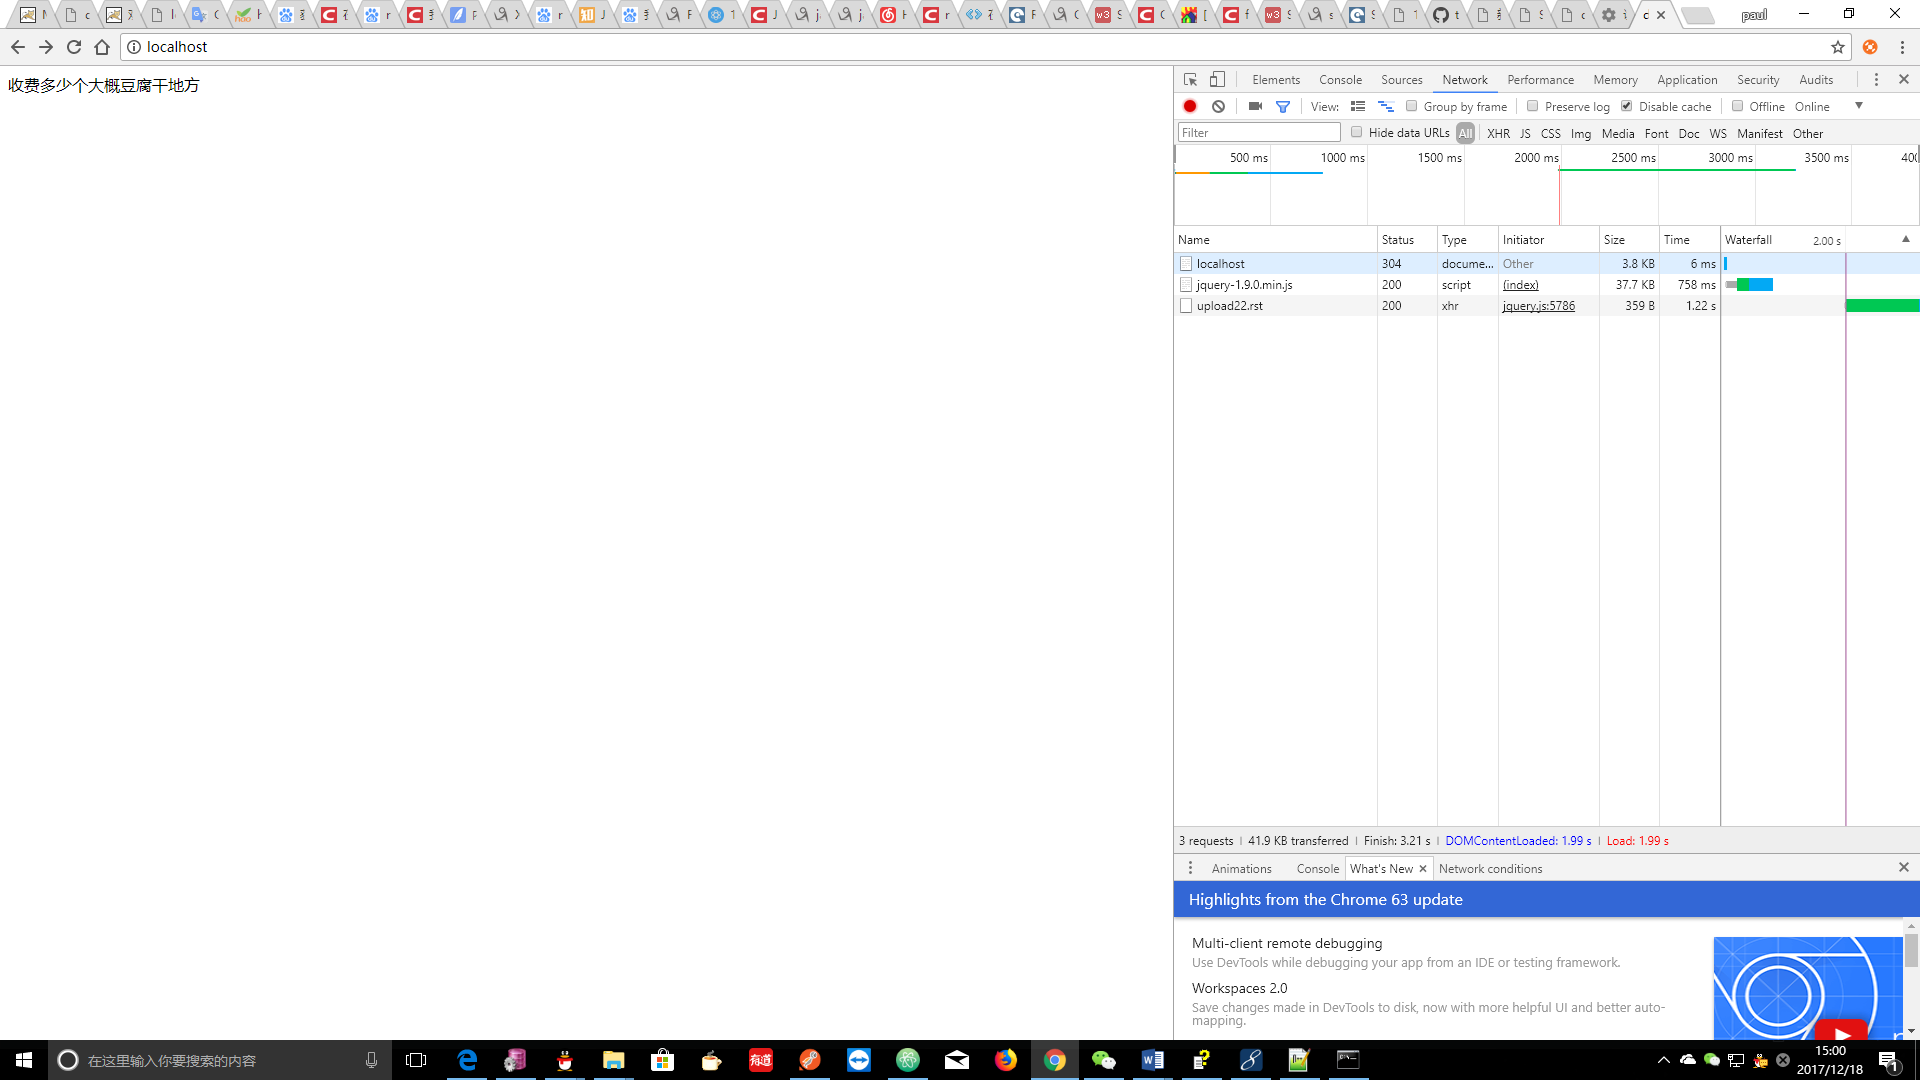 paul
localhost
收费多少个大概豆腐干地方
Elements Console Sources Network Performance Memory Application Security Audits
View: Group by frame Preserve log Disable cache Offline Online
Filter Hide data URLs All XHR JS CSS Img Media Font Doc WS Manifest Other
500 ms 1000 ms 1500 ms 2000 ms 2500 ms 3000 ms 3500 ms 400
Name Status Type Initiator Size Time Waterfall 2.00 s
localhost 304 docume... Other 3.8 KB 6 ms
jquery-1.9.0.min.js 200 script (index) 37.7 KB 758 ms
upload22.rst 200 xhr jquery.js:5786 359 B 1.22 s
3 requests | 41.9 KB transferred | Finish: 3.21 s | DOMContentLoaded: 1.99 s | Load: 1.99 s
Animations Console What's New Network conditions
Highlights from the Chrome 63 update
Multi-client remote debugging
Use DevTools while debugging your app from an IDE or testing framework.
Workspaces 2.0
Save changes made in DevTools to disk, now with more helpful UI and better auto-
mapping.
在这里输入你要搜索的内容
有道
15:00
2017/12/18
1